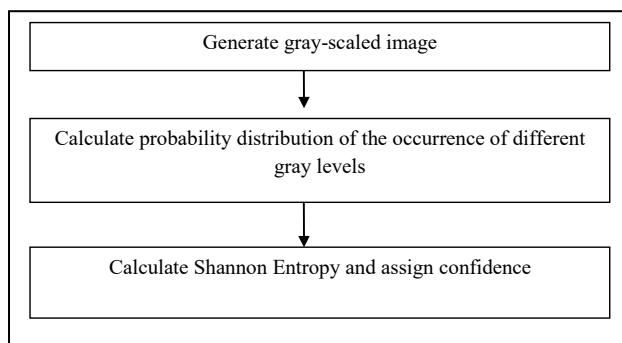 Generate gray-scaled image
Calculate probability distribution of the occurrence of different
gray levels
Calculate Shannon Entropy and assign confidence